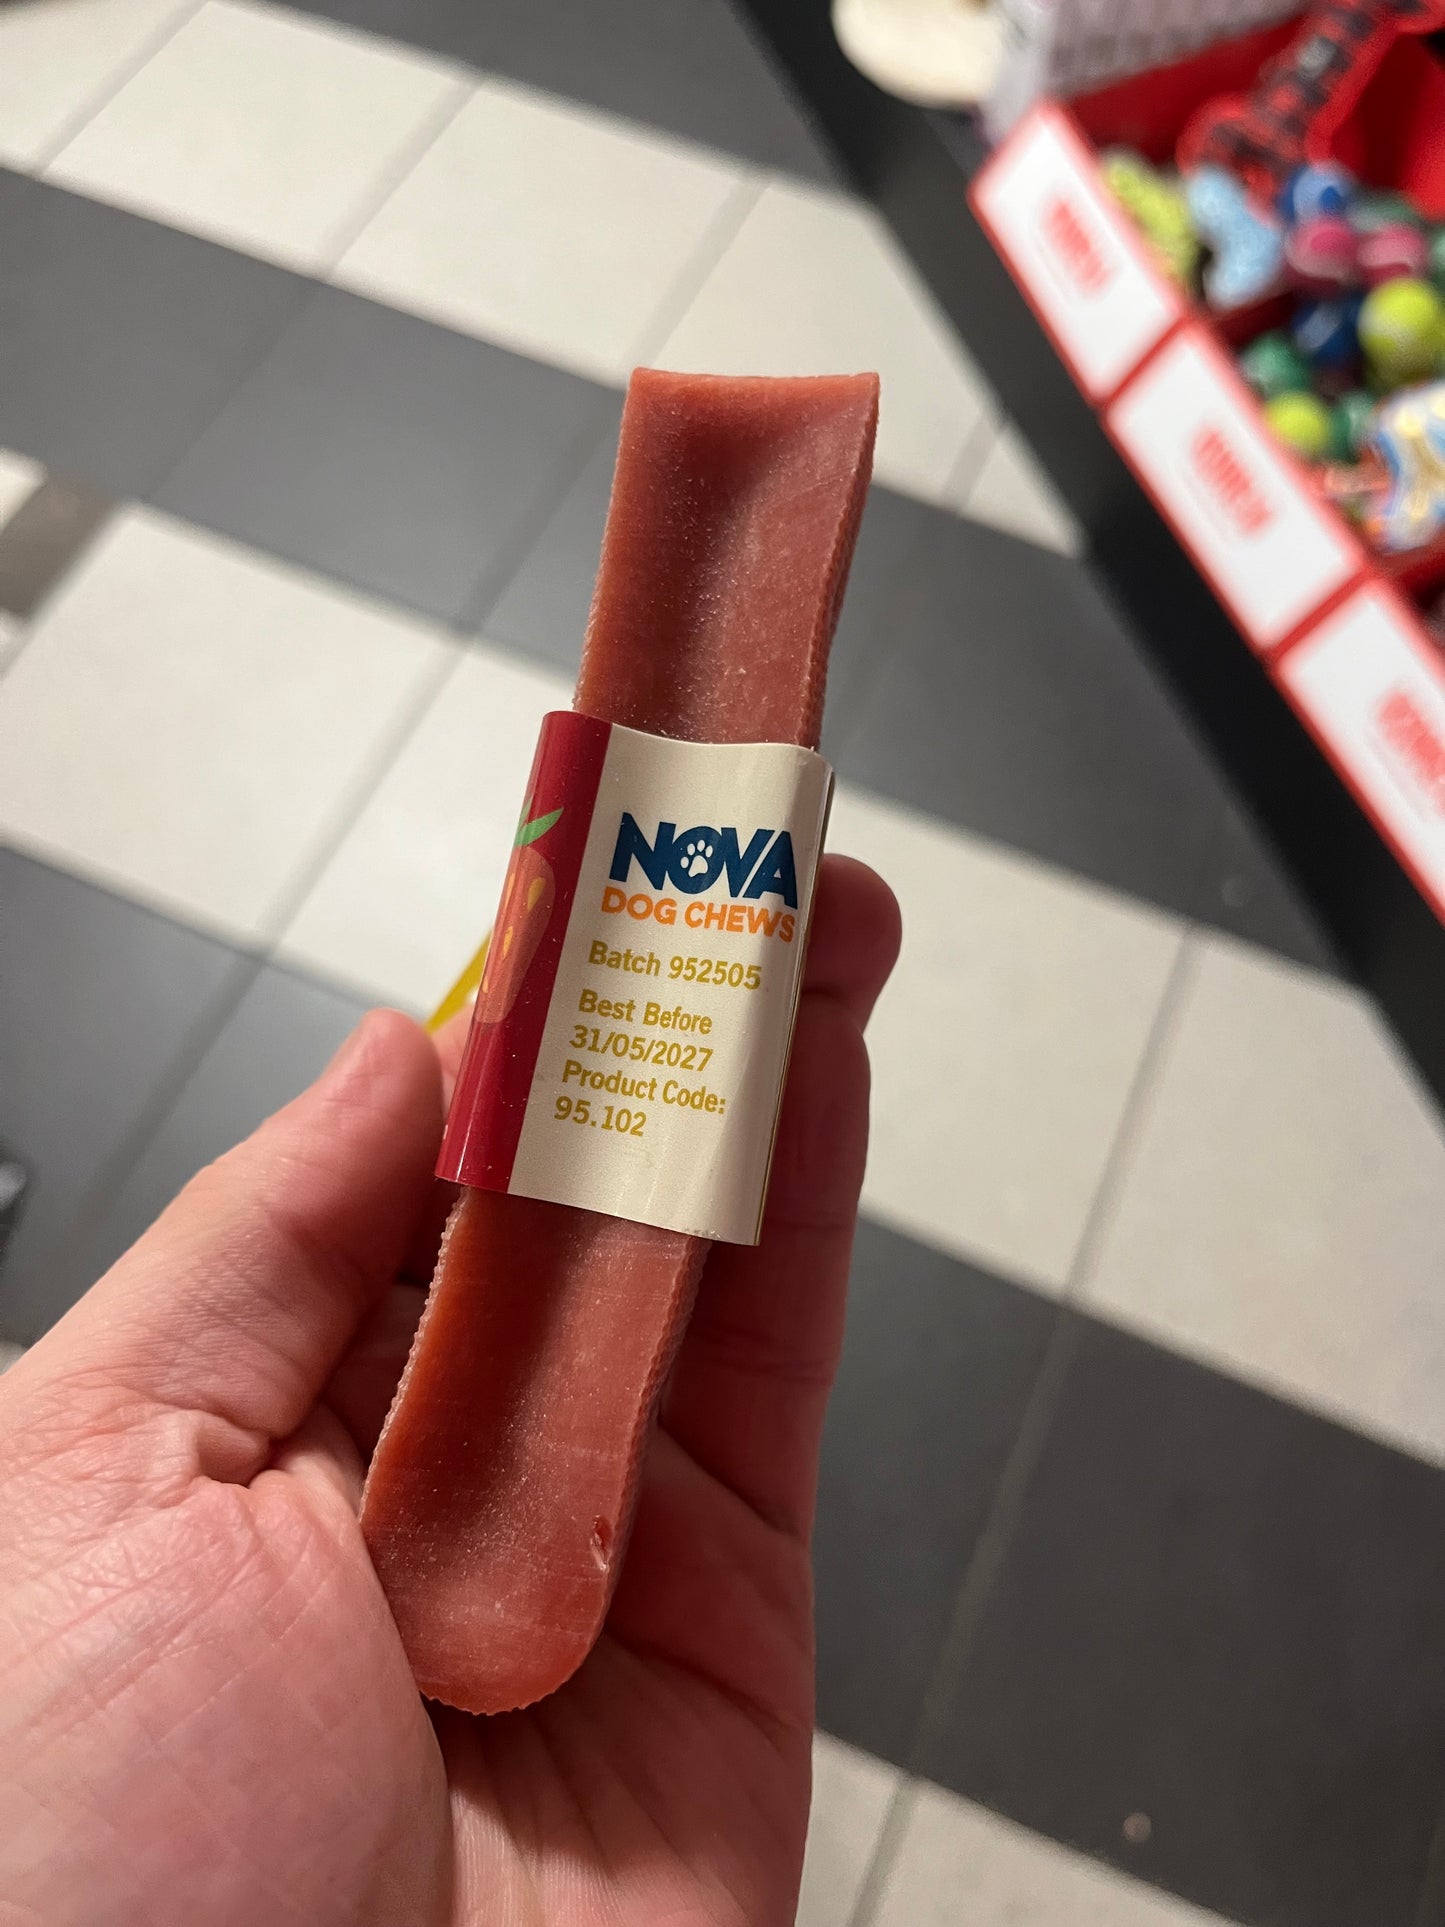 NOVA
DOG CHEWS
Batch 952505
Best Before
31/05/2027
Product Code:
95.102